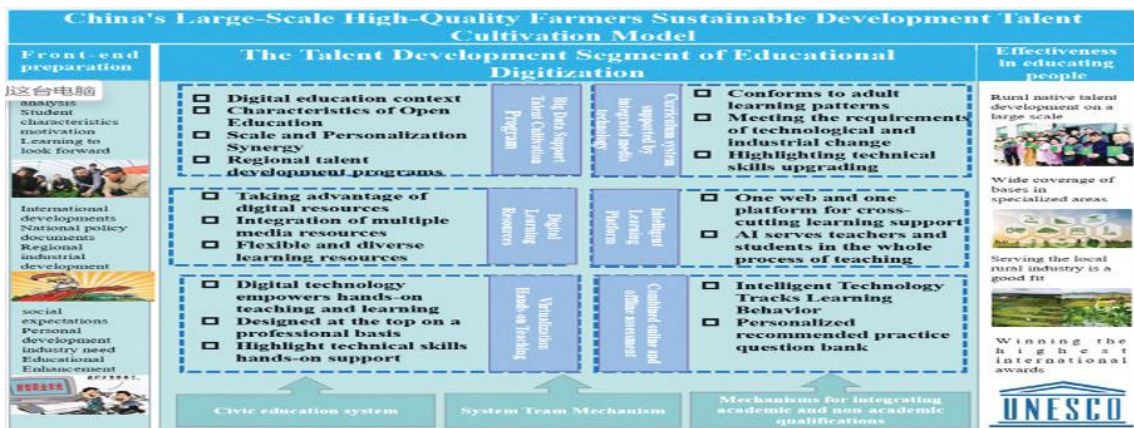 China's Large-Scale High-Quality Farmers Sustainable Development Talent
Cultivation Model
Front-end
preparation
到这台电脑
analysis
Student
characteristics
motivation
Learning to
look forward
International
developments
National policy
documents
Regional
industrial
development
social
expectations
Personal
development
industry need
Educational
Enhancement
The Talent Development Segment of Educational
Digitization
Digital education context
Characteristics of Open
Education
Scale and Personalization
Synergy
Regional talent
development programs
Big Data Support
Talent Cultivation
Program
Curriculum system
supported by
integrated media
technology
Conforms to adult
learning patterns
Meeting the requirements
of technological and
industrial change
Highlighting technical
skills upgrading
Taking advantage of
digital resources
Integration of multiple
media resources
Flexible and diverse
learning resources
Digital
Learning
Resources
Intelligent
Learning
Platform
One web and one
platform for cross-
cutting learning support
AI serves teachers and
students in the whole
process of teaching
Digital technology
empowers hands-on
teaching and learning
Designed at the top on a
professional basis
Highlight technical skills
hands-on support
Virtualization
Hands-on Teaching
Combined online and
offline assessment
Intelligent Technology
Tracks Learning
Behavior
Personalized
recommended practice
question bank
Civic education system
System Team Mechanism
Mechanisms for integrating
academic and non-academic
qualifications
Effectiveness
in educating
people
Rural native talent
development on a
large scale
Wide coverage of
bases in
specialized areas
Serving the local
rural industry is a
good fit
Winning the
highest
international
awards
UNESCO